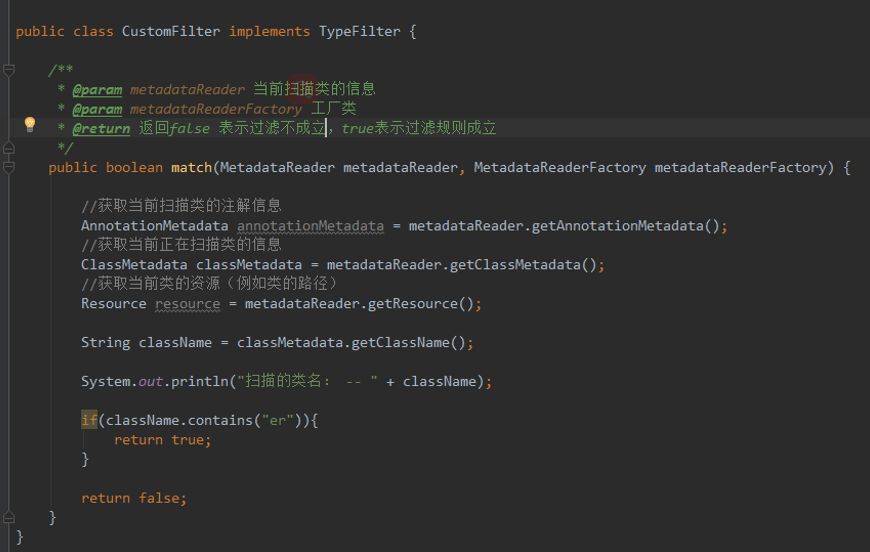 public class CustomFilter implements TypeFilter {
/**
* @param metadataReader 当前扫描类的信息
* @param metadataReaderFactory 工厂类
* @return 返回false 表示过滤不成立，true表示过滤规则成立
*/
public boolean match(MetadataReader metadataReader, MetadataReaderFactory metadataReaderFactory) {
//获取当前扫描类的注解信息
AnnotationMetadata annotationMetadata = metadataReader.getAnnotationMetadata();
//获取当前正在扫描类的信息
ClassMetadata classMetadata = metadataReader.getClassMetadata();
//获取当前类的资源（例如类的路径）
Resource resource = metadataReader.getResource();
String className = classMetadata.getClassName();
System.out.println("扫描的类名： -- " + className);
if(className.contains("er")){
return true;
}
return false;
}
}